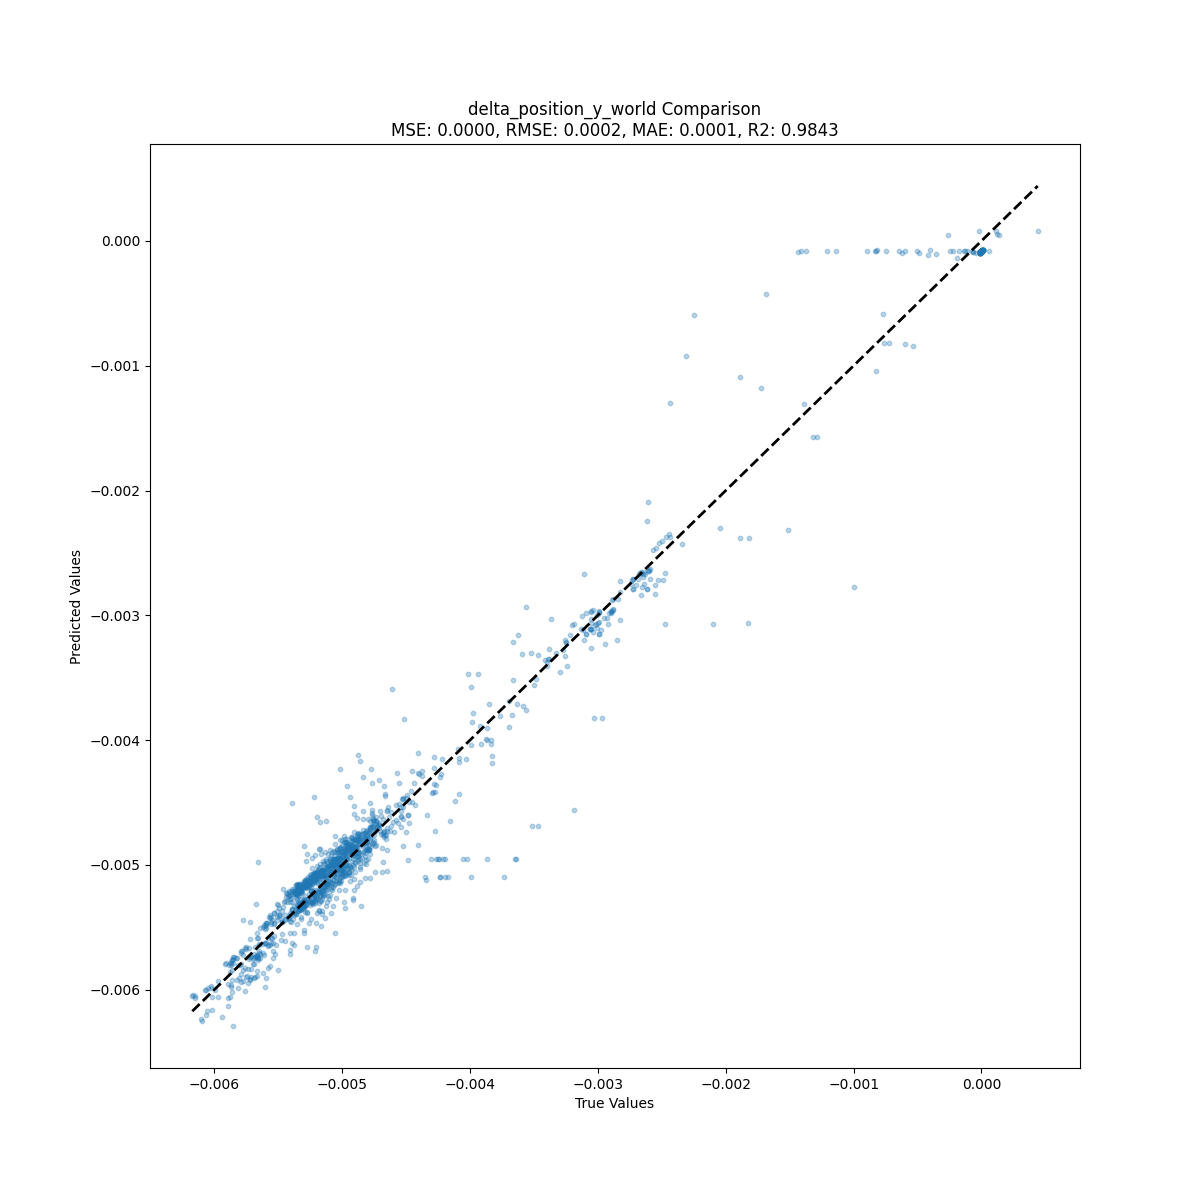 delta_position_y_world Comparison
MSE: 0.0000, RMSE: 0.0002, MAE: 0.0001, R2: 0.9843
0.000
−0.001
−0.002
−0.003
−0.004
−0.005
−0.006
Predicted Values
−0.006 −0.005 −0.004 −0.003 −0.002 −0.001 0.000
True Values